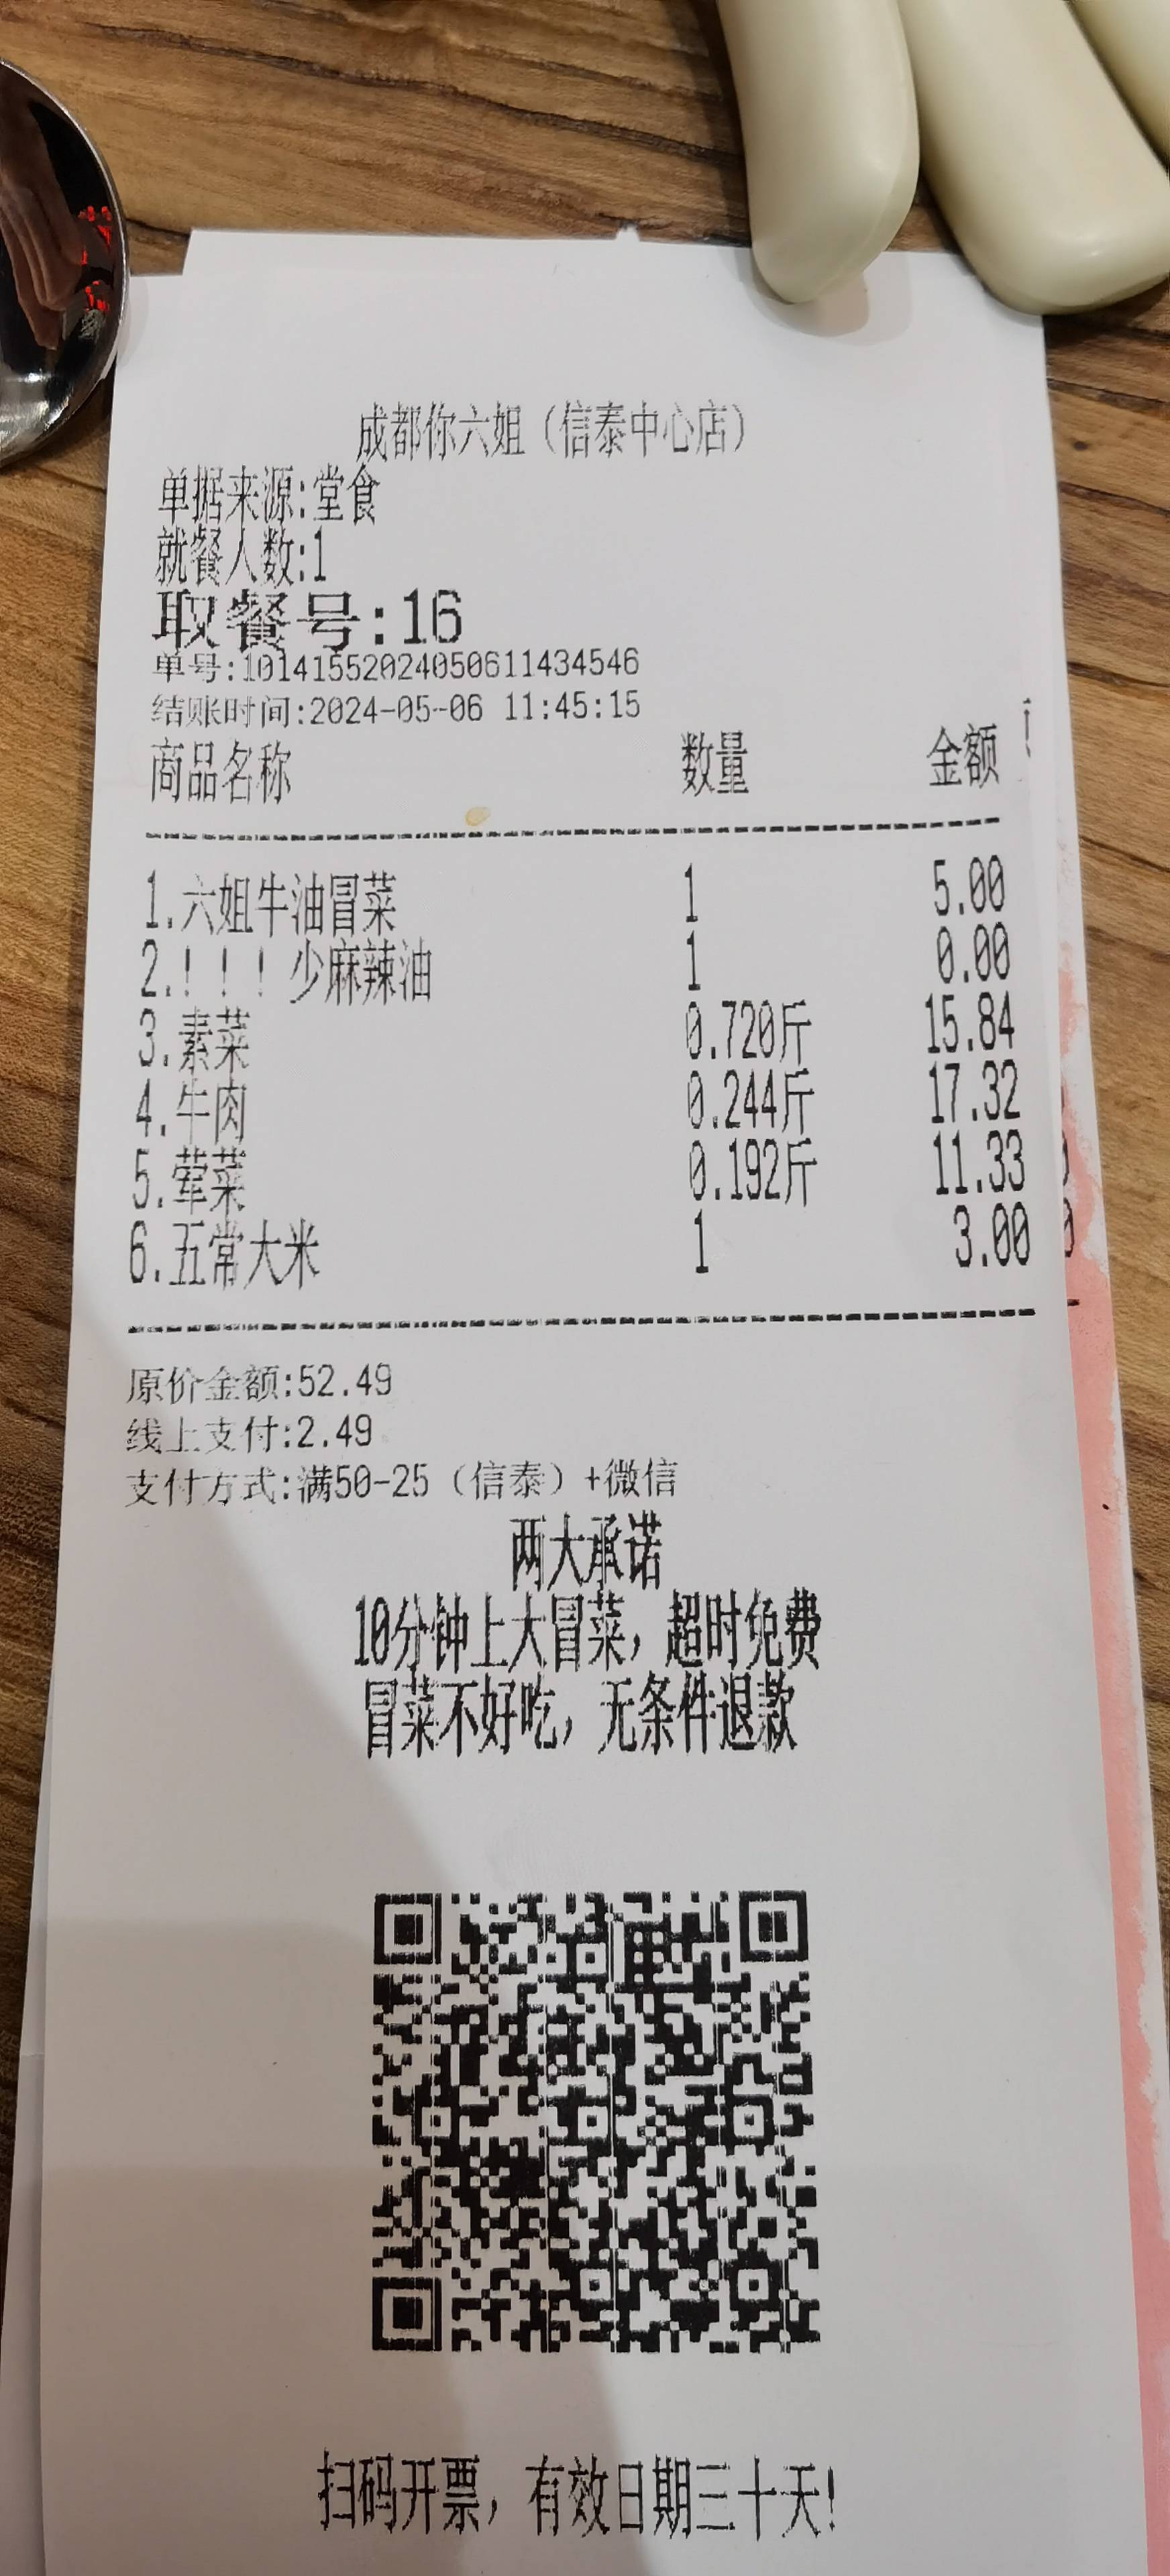 成都你六姐（信泰中心店）
单据来源:堂食
就餐人数:1
取餐号:16
单号:10141552024050611434546
结账时间:2024-05-06 11:45:15
商品名称 数量 金额
1.六姐牛油冒菜 1 5.00
2.！！！少麻辣油 1 0.00
3.素菜 0.720斤 15.84
4.牛肉 0.244斤 17.32
5.荤菜 0.192斤 11.33
6.五常大米 1 3.00
原价金额:52.49
线上支付:2.49
支付方式:满50-25（信泰）+微信
两大承诺
10分钟上大冒菜，超时免费
冒菜不好吃，无条件退款
扫码开票，有效日期三十天!